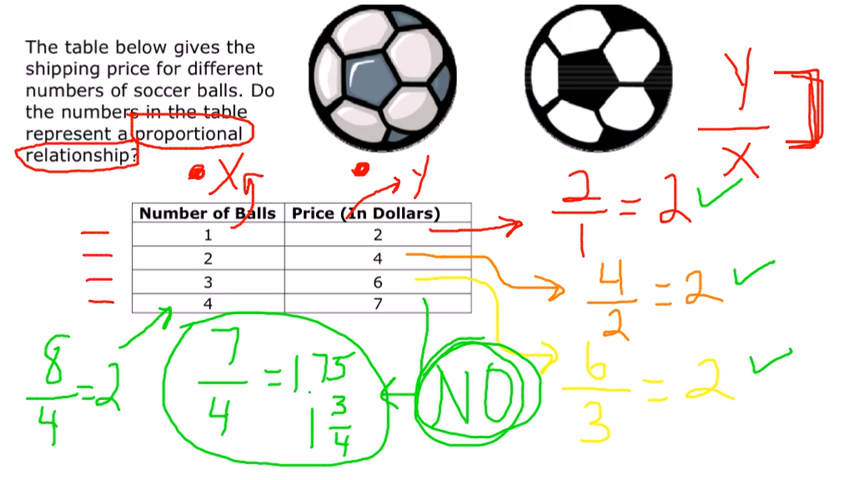 The table below gives the
shipping price for different
numbers of soccer balls. Do
the numbers in the table
represent a proportional
relationship?
Y
X
X
Y
Number of Balls Price (In Dollars)
1 2
2 4
3 6
4 7
2/1 = 2 ✓
4/2 = 2 ✓
6/3 = 2 ✓
8/4 = 2
7/4 = 1.75
1 3/4
NO